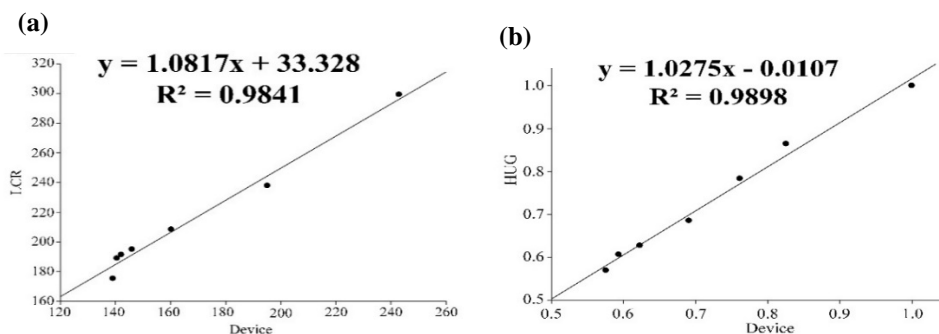 (a)
y = 1.0817x + 33.328
R² = 0.9841
320
300
280
260
240
220
200
180
160
LCR
120
140
160
180
200
220
240
260
Device
(b)
y = 1.0275x - 0.0107
R² = 0.9898
1.0
0.9
0.8
0.7
0.6
0.5
HUG
0.5
0.6
0.7
0.8
0.9
1.0
Device